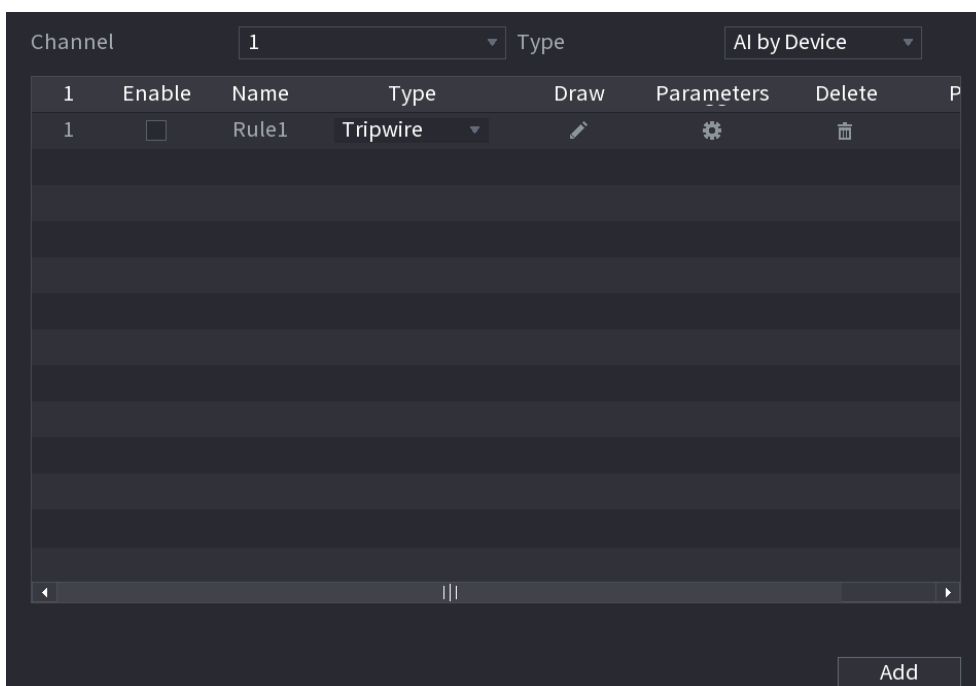 Channel 1 Type AI by Device
1 Enable Name Type Draw Parameters Delete P
1 Rule1 Tripwire
Add